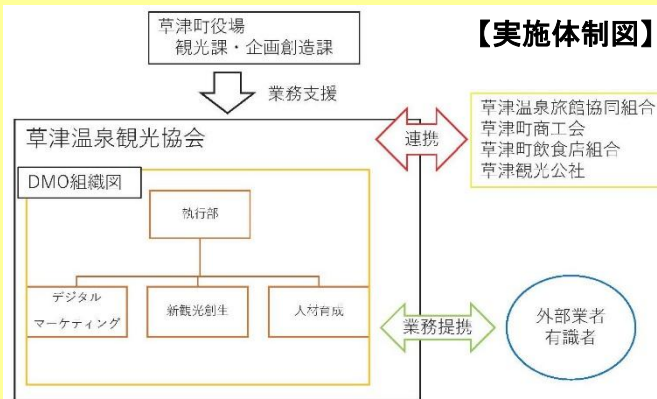 【実施体制図】
草津町役場
観光課・企画創造課
業務支援
草津温泉観光協会
連携
草津温泉旅館協同組合
草津町商工会
草津町飲食店組合
草津観光公社
DMO組織図
執行部
デジタル
マーケティング
新観光創生
人材育成
業務提携
外部業者
有識者